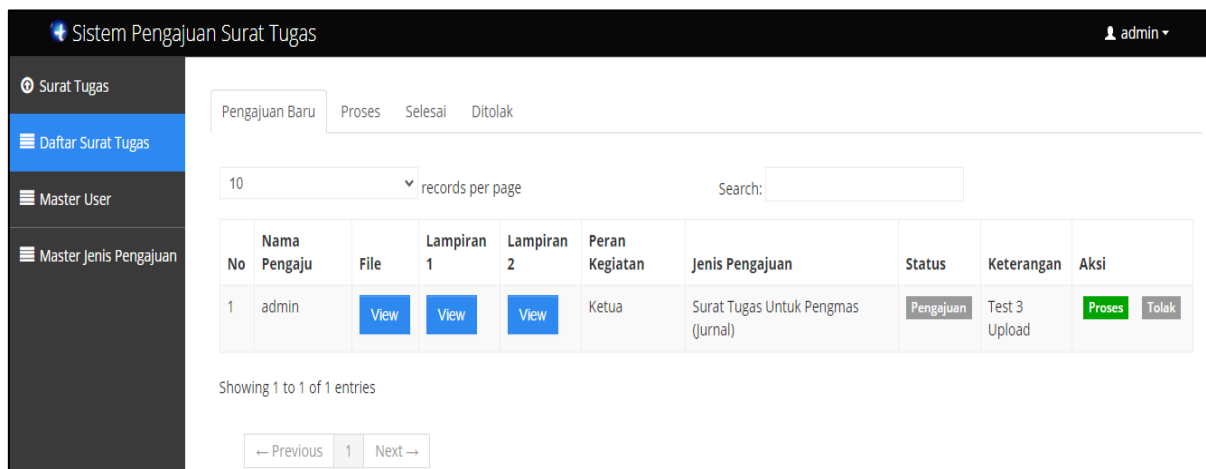 Sistem Pengajuan Surat Tugas
admin
Surat Tugas
Daftar Surat Tugas
Master User
Master Jenis Pengajuan
Pengajuan Baru Proses Selesai Ditolak
10 records per page Search:
No Nama Pengaju File Lampiran 1 Lampiran 2 Peran Kegiatan Jenis Pengajuan Status Keterangan Aksi
1 admin View View View Ketua Surat Tugas Untuk Pengmas (Jurnal) Pengajuan Test 3 Upload Proses Tolak
Showing 1 to 1 of 1 entries
← Previous 1 Next →